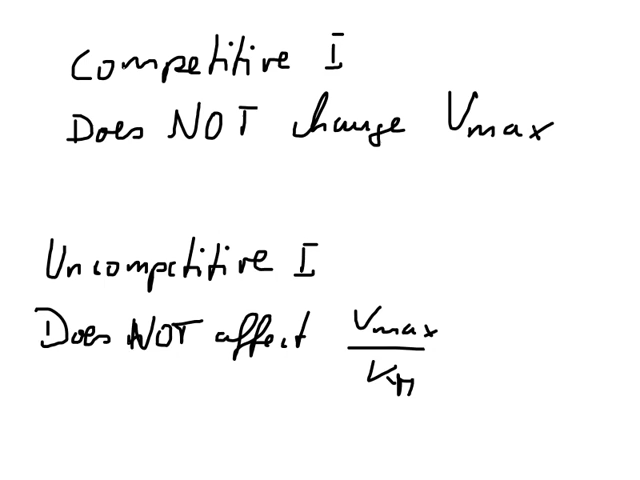 Competitive I
Does NOT change Vmax
Uncompetitive I
Does NOT affect Vmax
KM